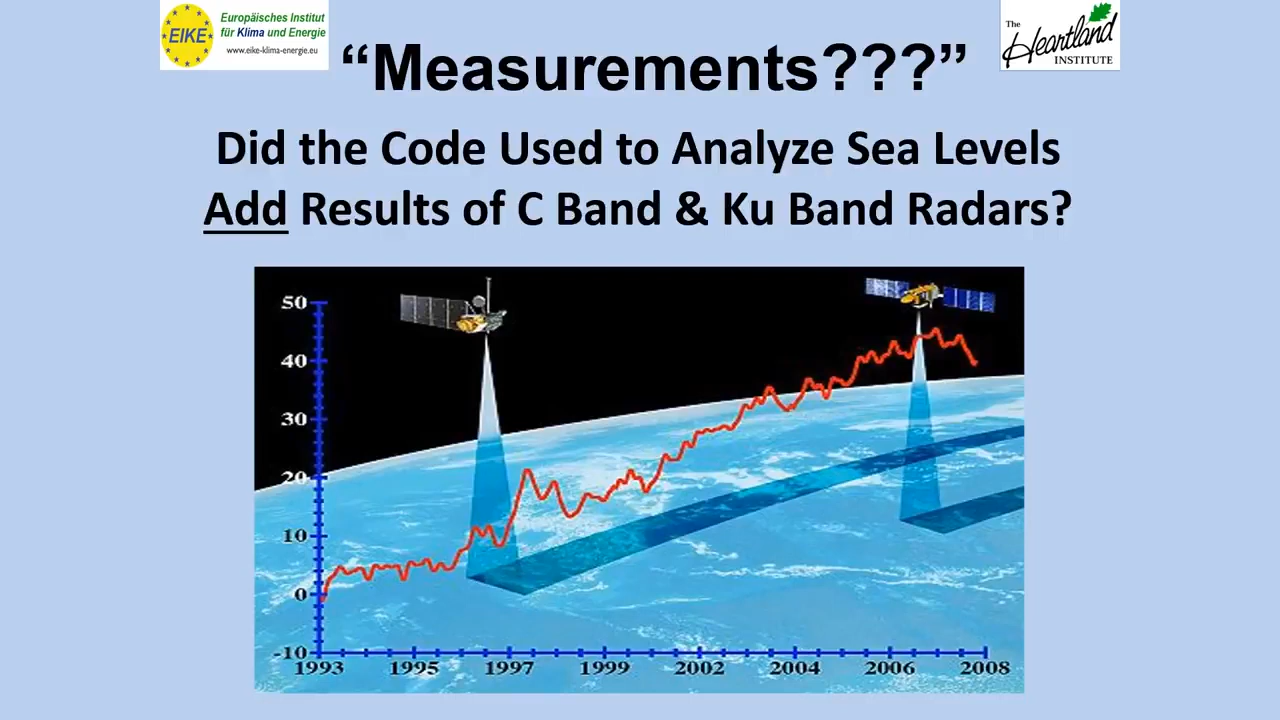 EIKE
Europäisches Institut
für Klima und Energie
www.eike-klima-energie.eu
The
Heartland
INSTITUTE
“Measurements???”
Did the Code Used to Analyze Sea Levels
Add Results of C Band & Ku Band Radars?
50
40
30
20
10
0
-10
1993 1995 1997 1999 2002 2004 2006 2008